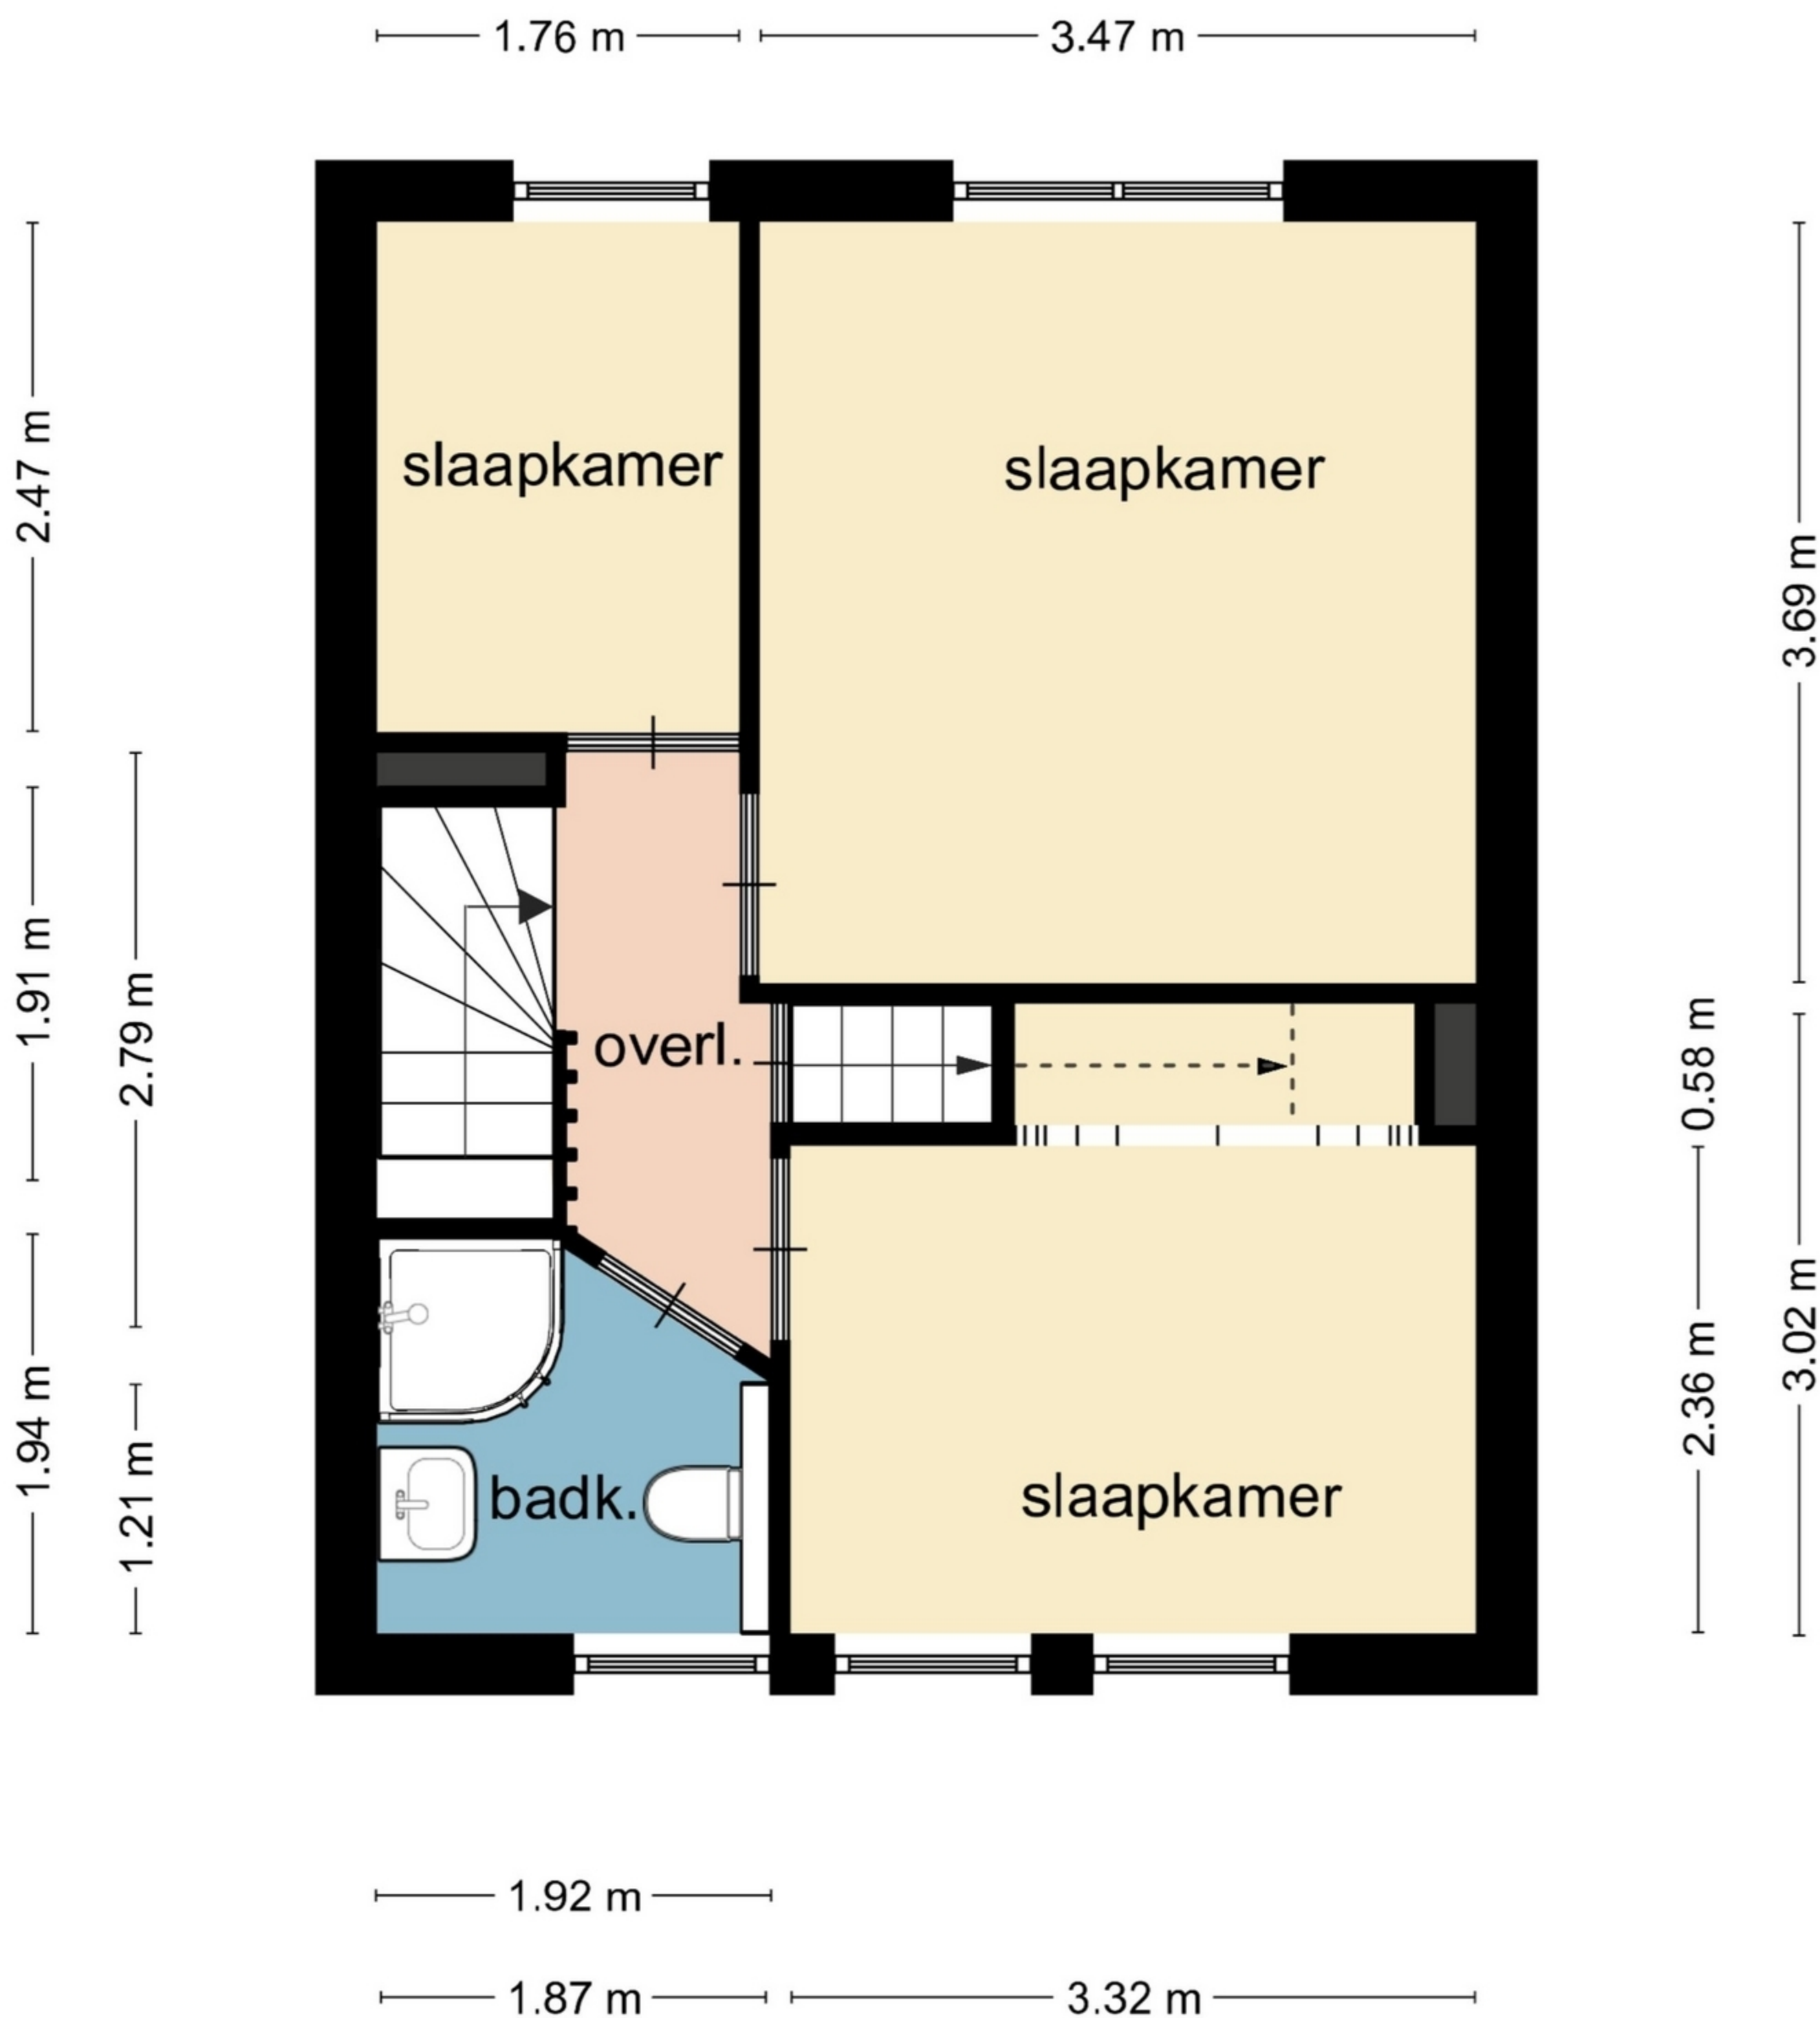 1.76 m
3.47 m
2.47 m
3.69 m
slaapkamer
slaapkamer
1.91 m
2.79 m
overl.
0.58 m
1.94 m
1.21 m
2.36 m
3.02 m
badk.
slaapkamer
1.92 m
1.87 m
3.32 m